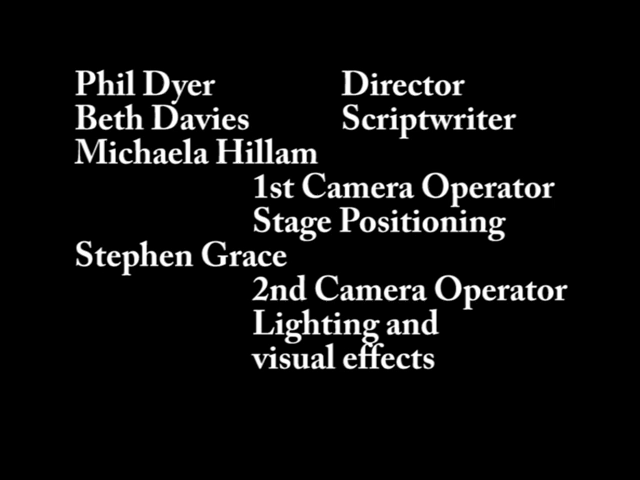 Phil Dyer Director
Beth Davies Scriptwriter
Michaela Hillam
1st Camera Operator
Stage Positioning
Stephen Grace
2nd Camera Operator
Lighting and
visual effects